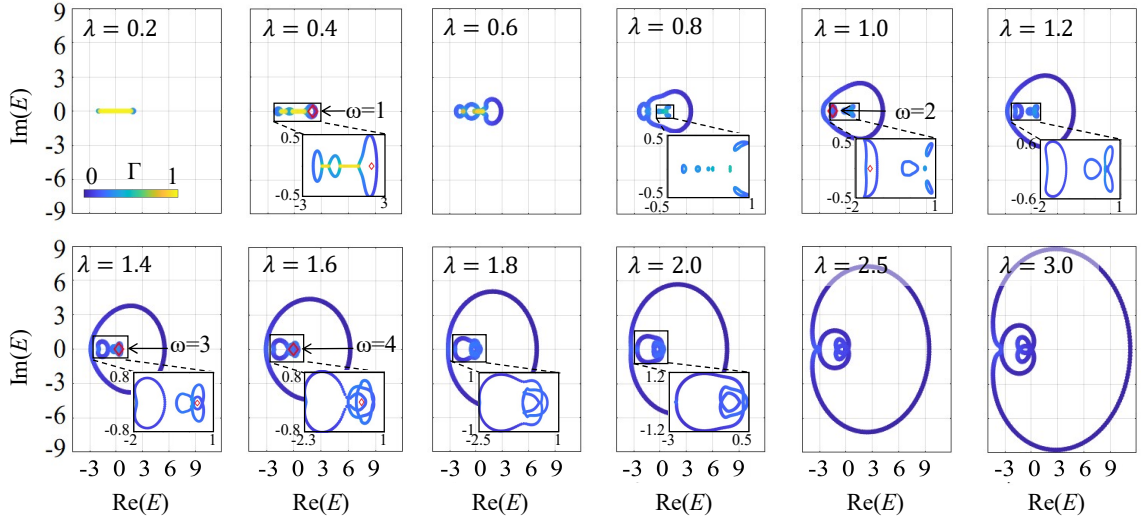 λ = 0.2
λ = 0.4
λ = 0.6
λ = 0.8
λ = 1.0
λ = 1.2
Im(E)
9
6
3
0
-3
-6
-9
0 Γ 1
ω=1
0.5
-0.5
-3 3
0.5
-0.5
-0.5 1
ω=2
0.5
-0.5
-2 1
0.6
-0.6
-2 1
λ = 1.4
λ = 1.6
λ = 1.8
λ = 2.0
λ = 2.5
λ = 3.0
Im(E)
9
6
3
0
-3
-6
-9
ω=3
0.8
-0.8
-2 1
ω=4
0.8
-0.8
-2.3 1
1
-1
-2.5 1
1.2
-1.2
-3 0.5
-3 0 3 6 9
-3 0 3 6 9
-3 0 3 6 9
-3 0 3 6 9
-3 0 3 6 9
-3 0 3 6 9
Re(E)
Re(E)
Re(E)
Re(E)
Re(E)
Re(E)